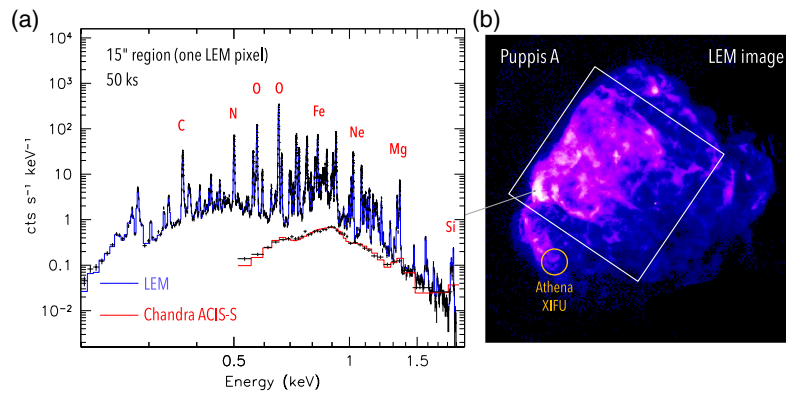 (a)
15" region (one LEM pixel)
50 ks
C
N
O
O
Fe
Ne
Mg
Si
LEM
Chandra ACIS-S
cts s⁻¹ keV⁻¹
10⁴
10³
10²
10
1
0.1
10⁻²
0.5
1
1.5
Energy (keV)
(b)
Puppis A
LEM image
Athena
XIFU